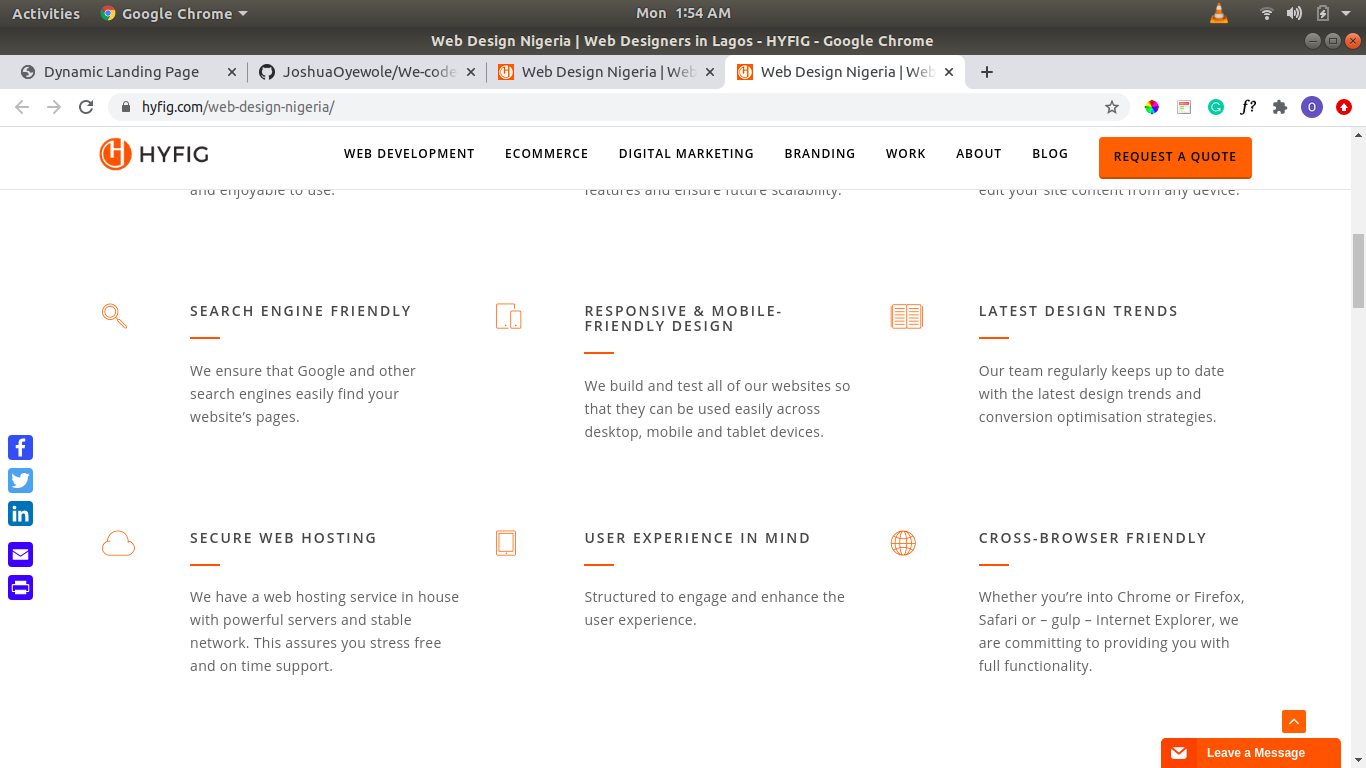 Activities Google Chrome Mon 1:54 AM
Web Design Nigeria | Web Designers in Lagos - HYFIG - Google Chrome
Dynamic Landing Page JoshuaOyewole/We-code Web Design Nigeria | Web Web Design Nigeria | Web
hyfig.com/web-design-nigeria/ f? O
HYFIG WEB DEVELOPMENT ECOMMERCE DIGITAL MARKETING BRANDING WORK ABOUT BLOG REQUEST A QUOTE
and enjoyable to use. features and ensure future scalability. edit your site content from any device.
SEARCH ENGINE FRIENDLY
We ensure that Google and other
search engines easily find your
website’s pages.
RESPONSIVE & MOBILE-
FRIENDLY DESIGN
We build and test all of our websites so
that they can be used easily across
desktop, mobile and tablet devices.
LATEST DESIGN TRENDS
Our team regularly keeps up to date
with the latest design trends and
conversion optimisation strategies.
SECURE WEB HOSTING
We have a web hosting service in house
with powerful servers and stable
network. This assures you stress free
and on time support.
USER EXPERIENCE IN MIND
Structured to engage and enhance the
user experience.
CROSS-BROWSER FRIENDLY
Whether you’re into Chrome or Firefox,
Safari or – gulp – Internet Explorer, we
are committing to providing you with
full functionality.
Leave a Message